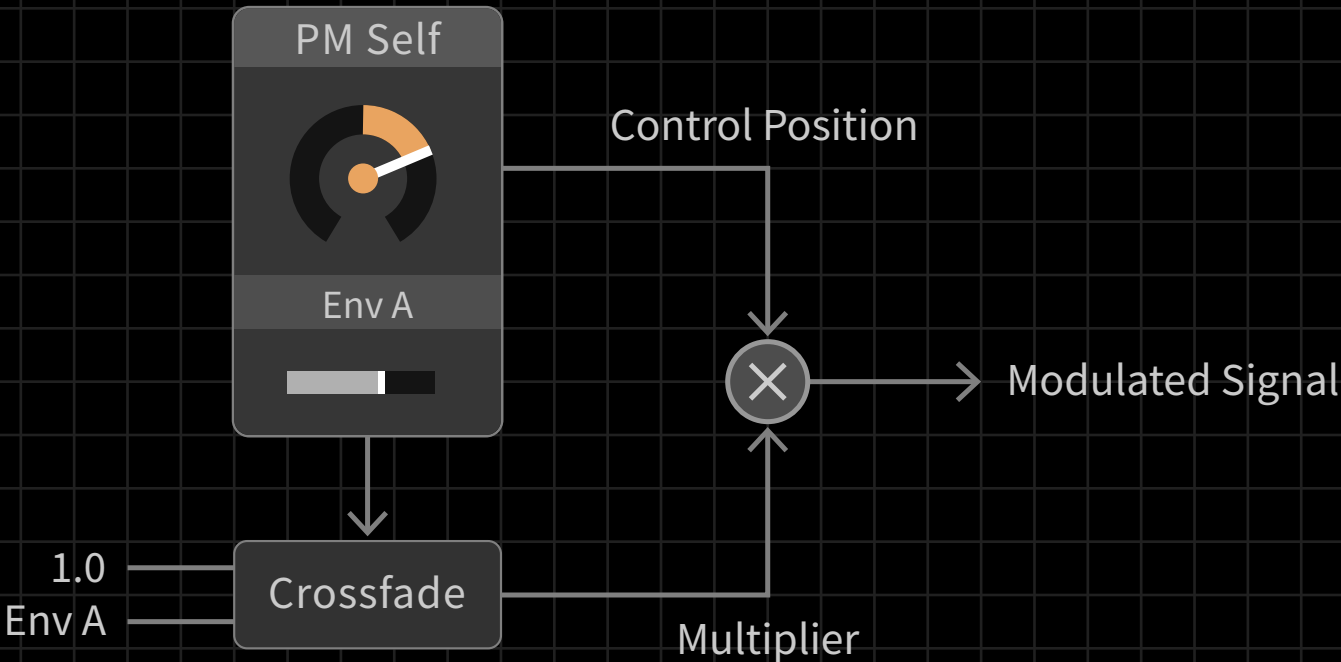 PM Self
Control Position
Env A
Modulated Signal
1.0
Crossfade
Env A
Multiplier